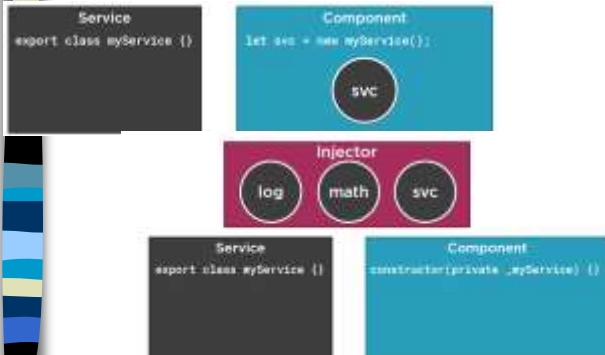 Service
export class myService {}
Component
let svc = new myService();
svc
Injector
log
math
svc
Service
export class myService {}
Component
constructor(private _myService) {}